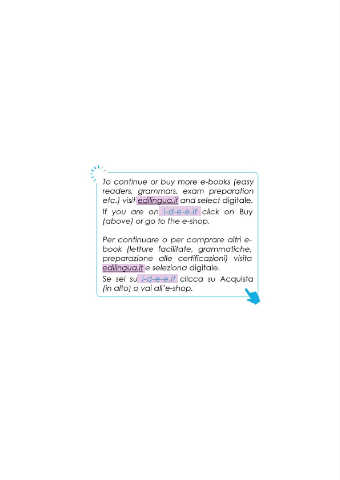 To continue or buy more e-books (easy
readers, grammars, exam preparation
etc.) visit edilingua.it and select digitale.
If you are on i-d-e-e.it click on Buy
(above) or go to the e-shop.
Per continuare o per comprare altri e-
book (letture facilitate, grammatiche,
preparazione alle certificazioni) visita
edilingua.it e seleziona digitale.
Se sei su i-d-e-e.it clicca su Acquista
(in alto) o vai all'e-shop.